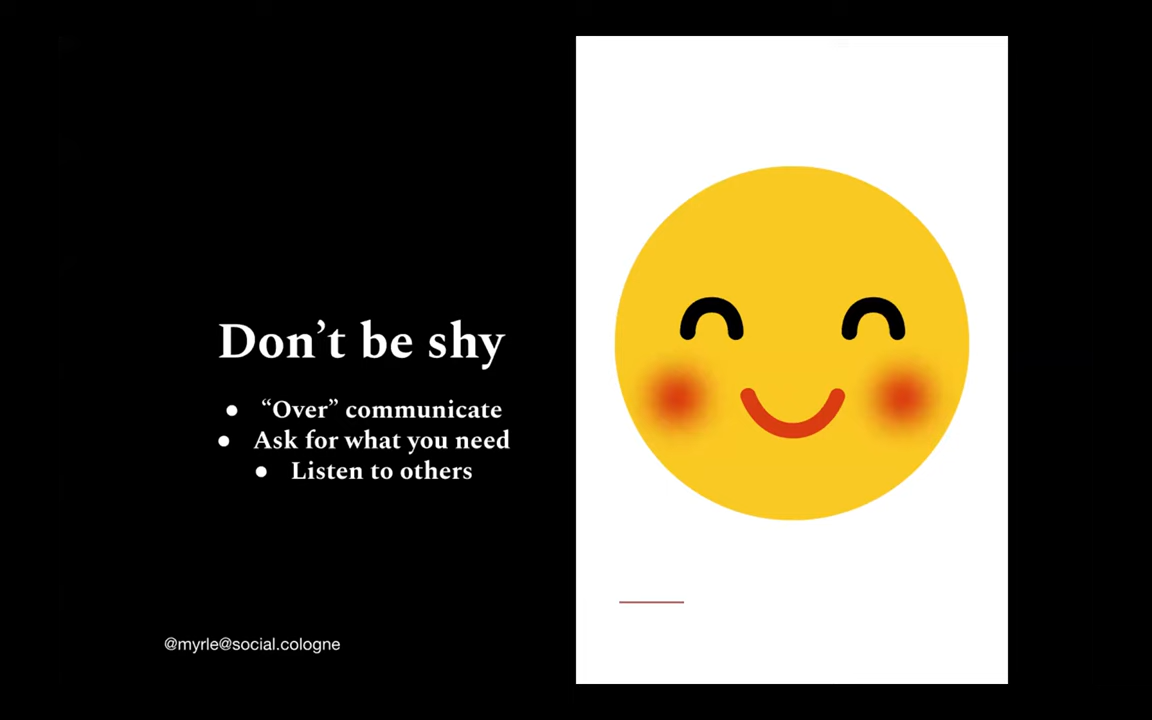 Don’t be shy
● “Over” communicate
● Ask for what you need
● Listen to others
@myrle@social.cologne